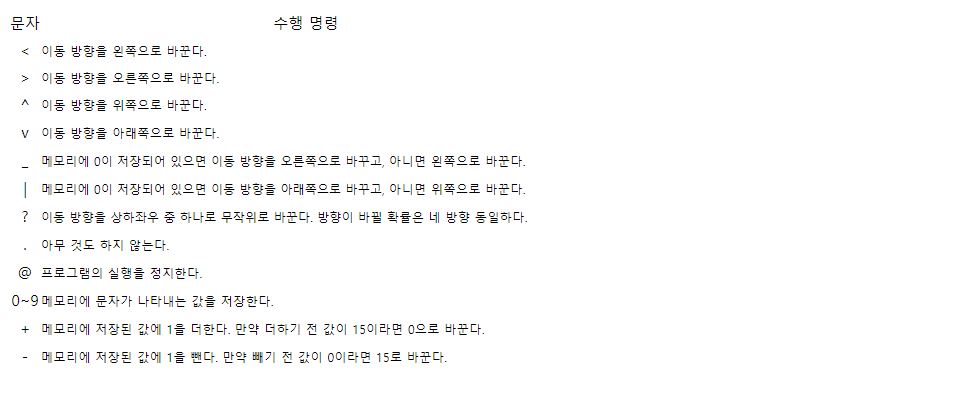 문자 수행 명령
< 이동 방향을 왼쪽으로 바꾼다.
> 이동 방향을 오른쪽으로 바꾼다.
^ 이동 방향을 위쪽으로 바꾼다.
v 이동 방향을 아래쪽으로 바꾼다.
_ 메모리에 0이 저장되어 있으면 이동 방향을 오른쪽으로 바꾸고, 아니면 왼쪽으로 바꾼다.
| 메모리에 0이 저장되어 있으면 이동 방향을 아래쪽으로 바꾸고, 아니면 위쪽으로 바꾼다.
? 이동 방향을 상하좌우 중 하나로 무작위로 바꾼다. 방향이 바뀔 확률은 네 방향 동일하다.
. 아무 것도 하지 않는다.
@ 프로그램의 실행을 정지한다.
0~9 메모리에 문자가 나타내는 값을 저장한다.
+ 메모리에 저장된 값에 1을 더한다. 만약 더하기 전 값이 15이라면 0으로 바꾼다.
- 메모리에 저장된 값에 1을 뺀다. 만약 빼기 전 값이 0이라면 15로 바꾼다.